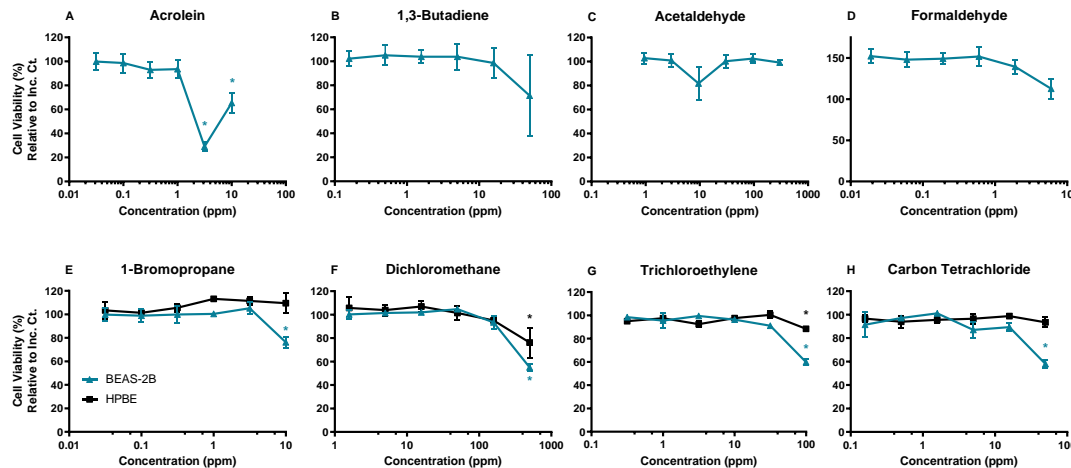 A Acrolein
B 1,3-Butadiene
C Acetaldehyde
D Formaldehyde
Cell Viability (%)
Relative to Inc. Ct.
120
100
80
60
40
20
0
0.01 0.1 1 10 100
Concentration (ppm)
* *
120
100
80
60
40
20
0
0.1 1 10 100
Concentration (ppm)
120
100
80
60
40
20
0
0.1 1 10 100 1000
Concentration (ppm)
150
100
50
0
0.01 0.1 1 10
Concentration (ppm)
E 1-Bromopropane
F Dichloromethane
G Trichloroethylene
H Carbon Tetrachloride
Cell Viability (%)
Relative to Inc. Ct.
120
100
80
60
40
20
0
*
BEAS-2B
HPBE
0.01 0.1 1 10
Concentration (ppm)
120
100
80
60
40
20
0
*
*
1 10 100 1000
Concentration (ppm)
120
100
80
60
40
20
0
*
*
0.1 1 10 100
Concentration (ppm)
120
100
80
60
40
20
0
*
0.1 1 10 100
Concentration (ppm)